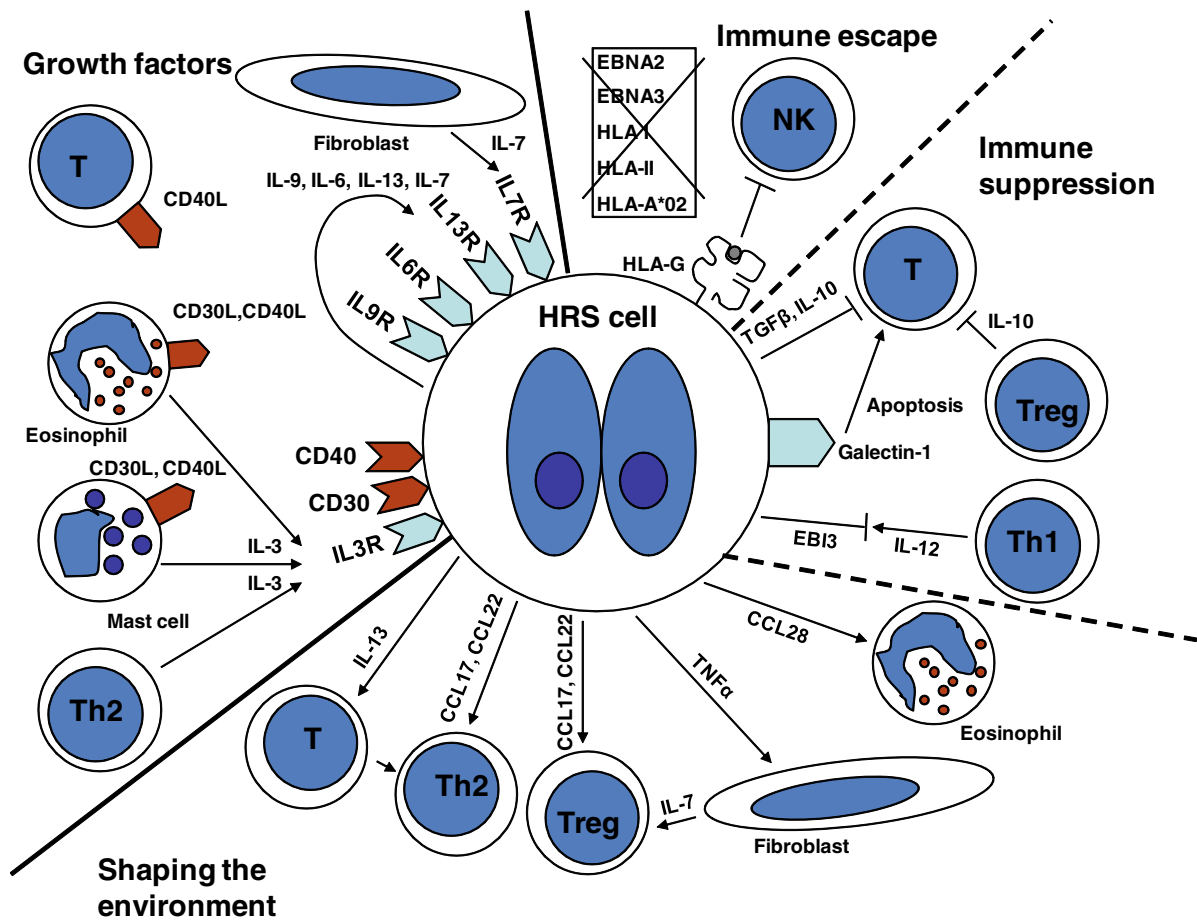 Growth factors
T
CD40L
Fibroblast
IL-7
IL-9, IL-6, IL-13, IL-7
IL7R
IL13R
IL6R
IL9R
CD30L,CD40L
Eosinophil
CD30L, CD40L
Mast cell
IL-3
IL-3
Th2
CD40
CD30
IL3R
HRS cell
Immune escape
EBNA2
EBNA3
HLA I
HLA-II
HLA-A*02
NK
HLA-G
Immune
suppression
T
TGFβ, IL-10
IL-10
Treg
Apoptosis
Galectin-1
EBI3
IL-12
Th1
CCL28
Eosinophil
TNFα
IL-13
CCL17, CCL22
CCL17, CCL22
T
Th2
Treg
IL-7
Fibroblast
Shaping the
environment